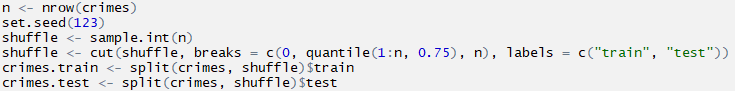 n <- nrow(crimes)
set.seed(123)
shuffle <- sample.int(n)
shuffle <- cut(shuffle, breaks = c(0, quantile(1:n, 0.75), n), labels = c("train", "test"))
crimes.train <- split(crimes, shuffle)$train
crimes.test <- split(crimes, shuffle)$test